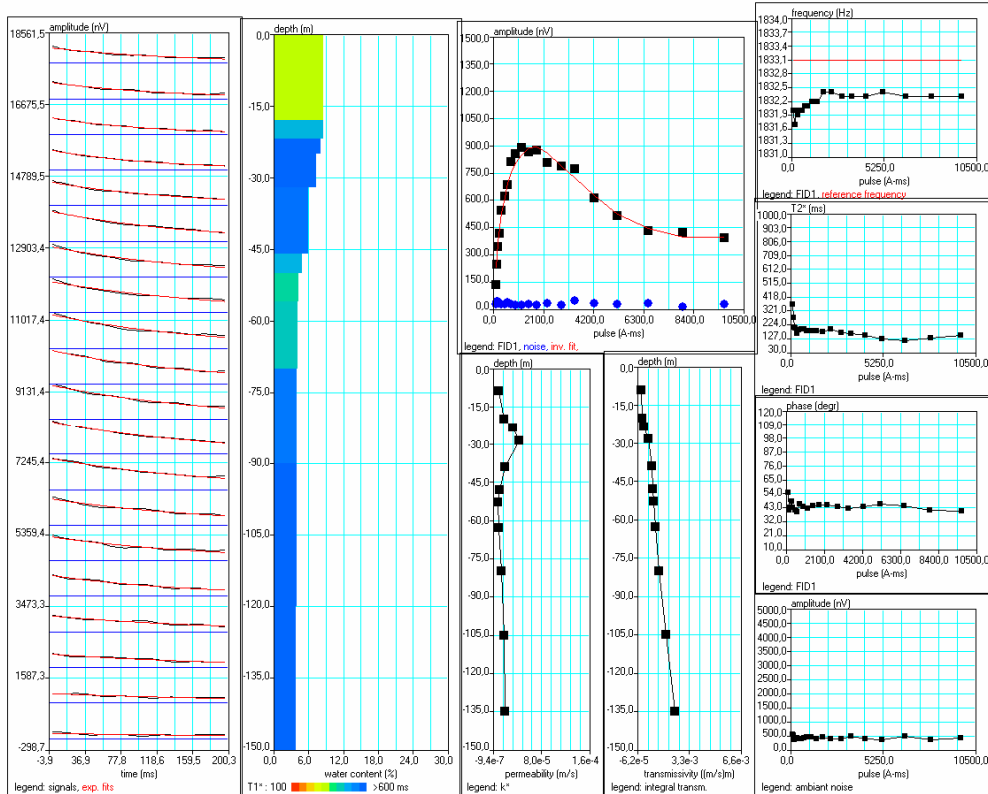 amplitude (nV)
18561,5
16675,5
14789,5
12903,4
11017,4
9131,4
7245,4
5359,4
3473,3
1587,3
-298,7
-3,9 36,9 77,8 118,6 159,5 200,3
time (ms)
legend: signals, exp. fits
depth (m)
0,0
-15,0
-30,0
-45,0
-60,0
-75,0
-90,0
-105,0
-120,0
-135,0
-150,0
0,0 6,0 12,0 18,0 24,0 30,0
water content (%)
T1* : 100 >600 ms
amplitude (nV)
1500,0
1350,0
1200,0
1050,0
900,0
750,0
600,0
450,0
300,0
150,0
0,0
0,0 2100,0 4200,0 6300,0 8400,0 10500,0
pulse (A-ms)
legend: FID1, noise, inv. fit,
depth (m)
0,0
-15,0
-30,0
-45,0
-60,0
-75,0
-90,0
-105,0
-120,0
-135,0
-150,0
-9,4e-7 8,0e-5 1,6e-4
permeability (m/s)
legend: k"
depth (m)
0,0
-15,0
-30,0
-45,0
-60,0
-75,0
-90,0
-105,0
-120,0
-135,0
-150,0
-6,2e-5 3,3e-3 6,6e-3
transmissivity ((m/s)m)
legend: integral transm.
frequency (Hz)
1834,0
1833,7
1833,4
1833,1
1832,8
1832,5
1832,2
1831,9
1831,6
1831,3
1831,0
0,0 5250,0 10500,0
pulse (A-ms)
legend: FID1, reference frequency
T2* (ms)
1000,0
903,0
806,0
709,0
612,0
515,0
418,0
321,0
224,0
127,0
30,0
0,0 5250,0 10500,0
pulse (A-ms)
legend: FID1
phase (degr)
120,0
109,0
98,0
87,0
76,0
65,0
54,0
43,0
32,0
21,0
10,0
0,0 2100,0 4200,0 6300,0 8400,0 10500,0
pulse (A-ms)
legend: FID1
amplitude (nV)
5000,0
4500,0
4000,0
3500,0
3000,0
2500,0
2000,0
1500,0
1000,0
500,0
0,0
0,0 2100,0 4200,0 6300,0 8400,0 10500,0
pulse (A-ms)
legend: ambient noise